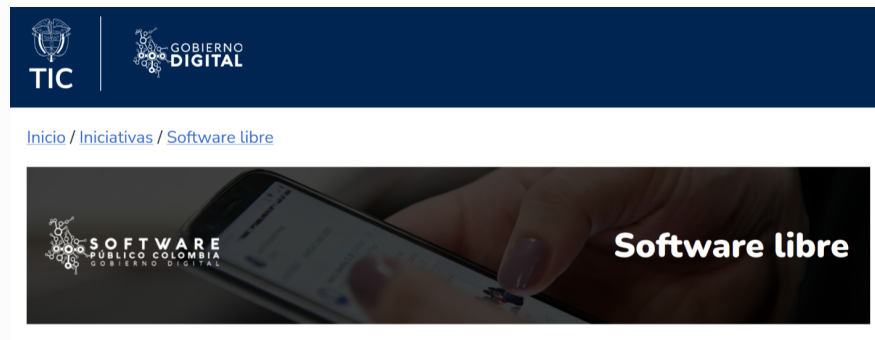 TIC
GOBIERNO
DIGITAL
Inicio / Iniciativas / Software libre
SOFTWARE
PÚBLICO COLOMBIA
GOBIERNO DIGITAL
Software libre